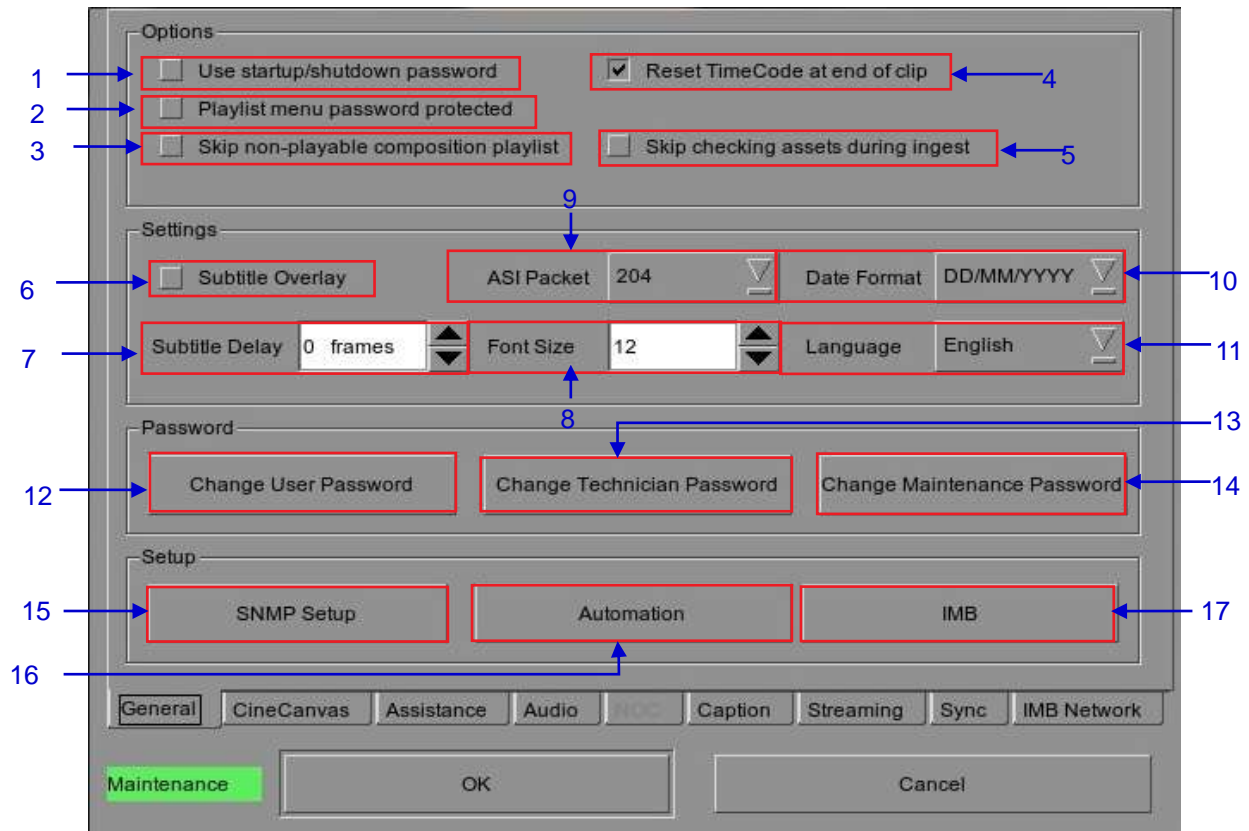 Options
1 Use startup/shutdown password Reset TimeCode at end of clip 4
2 Playlist menu password protected
3 Skip non-playable composition playlist Skip checking assets during ingest 5
9
Settings
6 Subtitle Overlay ASI Packet 204 Date Format DD/MM/YYYY 10
7 Subtitle Delay 0 frames Font Size 12 Language English 11
8 13
Password
12 Change User Password Change Technician Password Change Maintenance Password 14
Setup
15 SNMP Setup Automation IMB 17
16
General CineCanvas Assistance Audio NOC Caption Streaming Sync IMB Network
Maintenance OK Cancel